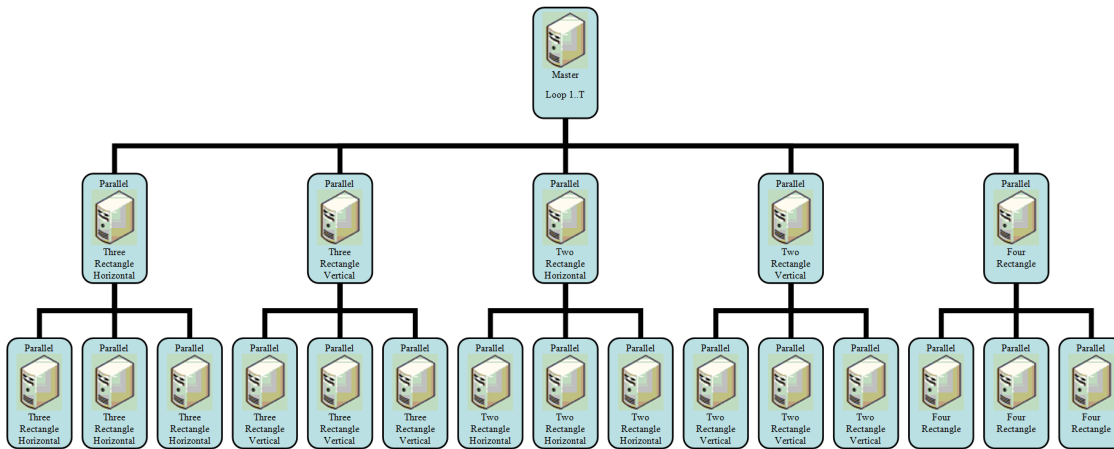 Master
Loop 1..T
Parallel
Three
Rectangle
Horizontal
Parallel
Three
Rectangle
Vertical
Parallel
Two
Rectangle
Horizontal
Parallel
Two
Rectangle
Vertical
Parallel
Four
Rectangle
Parallel
Three
Rectangle
Horizontal
Parallel
Three
Rectangle
Horizontal
Parallel
Three
Rectangle
Horizontal
Parallel
Three
Rectangle
Vertical
Parallel
Three
Rectangle
Vertical
Parallel
Three
Rectangle
Vertical
Parallel
Two
Rectangle
Horizontal
Parallel
Two
Rectangle
Horizontal
Parallel
Two
Rectangle
Horizontal
Parallel
Two
Rectangle
Vertical
Parallel
Two
Rectangle
Vertical
Parallel
Two
Rectangle
Vertical
Parallel
Four
Rectangle
Parallel
Four
Rectangle
Parallel
Four
Rectangle